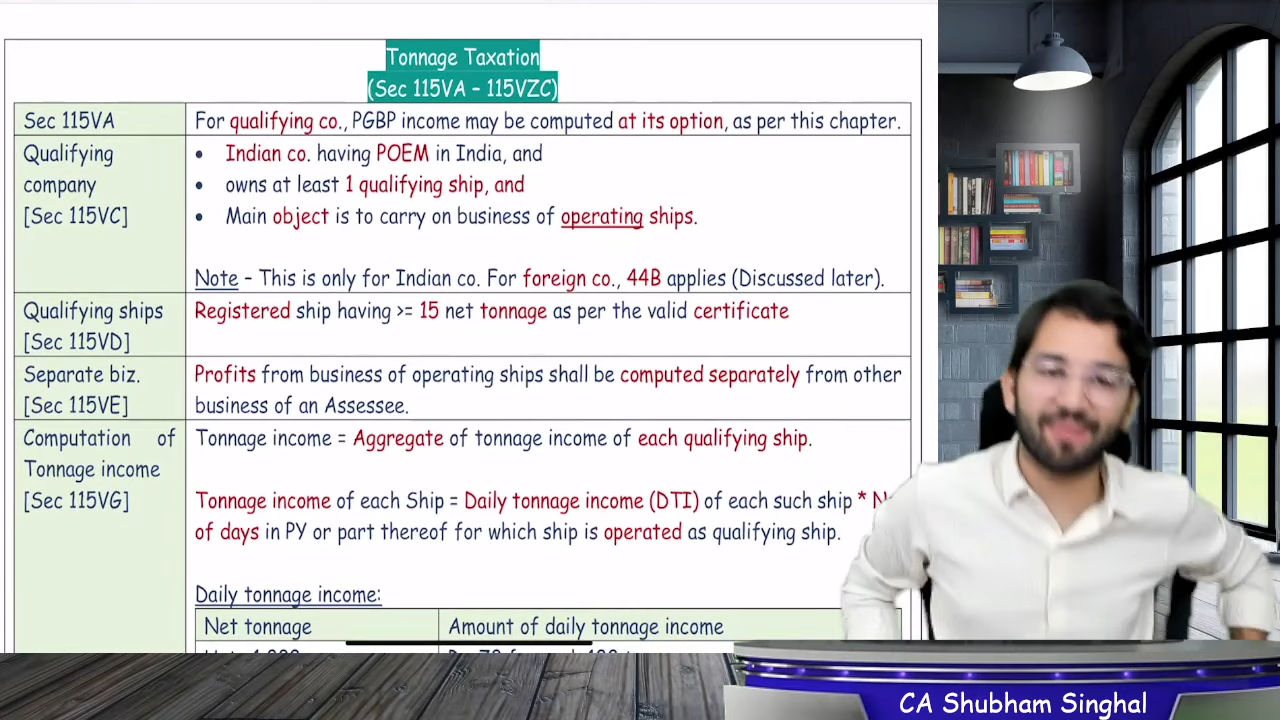 Tonnage Taxation
(Sec 115VA – 115VZC)
Sec 115VA
For qualifying co., PGBP income may be computed at its option, as per this chapter.
Qualifying
company
[Sec 115VC]
• Indian co. having POEM in India, and
• owns at least 1 qualifying ship, and
• Main object is to carry on business of operating ships.
Note – This is only for Indian co. For foreign co., 44B applies (Discussed later).
Qualifying ships
[Sec 115VD]
Registered ship having >= 15 net tonnage as per the valid certificate
Separate biz.
[Sec 115VE]
Profits from business of operating ships shall be computed separately from other
business of an Assessee.
Computation of
Tonnage income
[Sec 115VG]
Tonnage income = Aggregate of tonnage income of each qualifying ship.
Tonnage income of each Ship = Daily tonnage income (DTI) of each such ship *
of days in PY or part thereof for which ship is operated as qualifying ship.
Daily tonnage income:
Net tonnage
Amount of daily tonnage income
CA Shubham Singhal